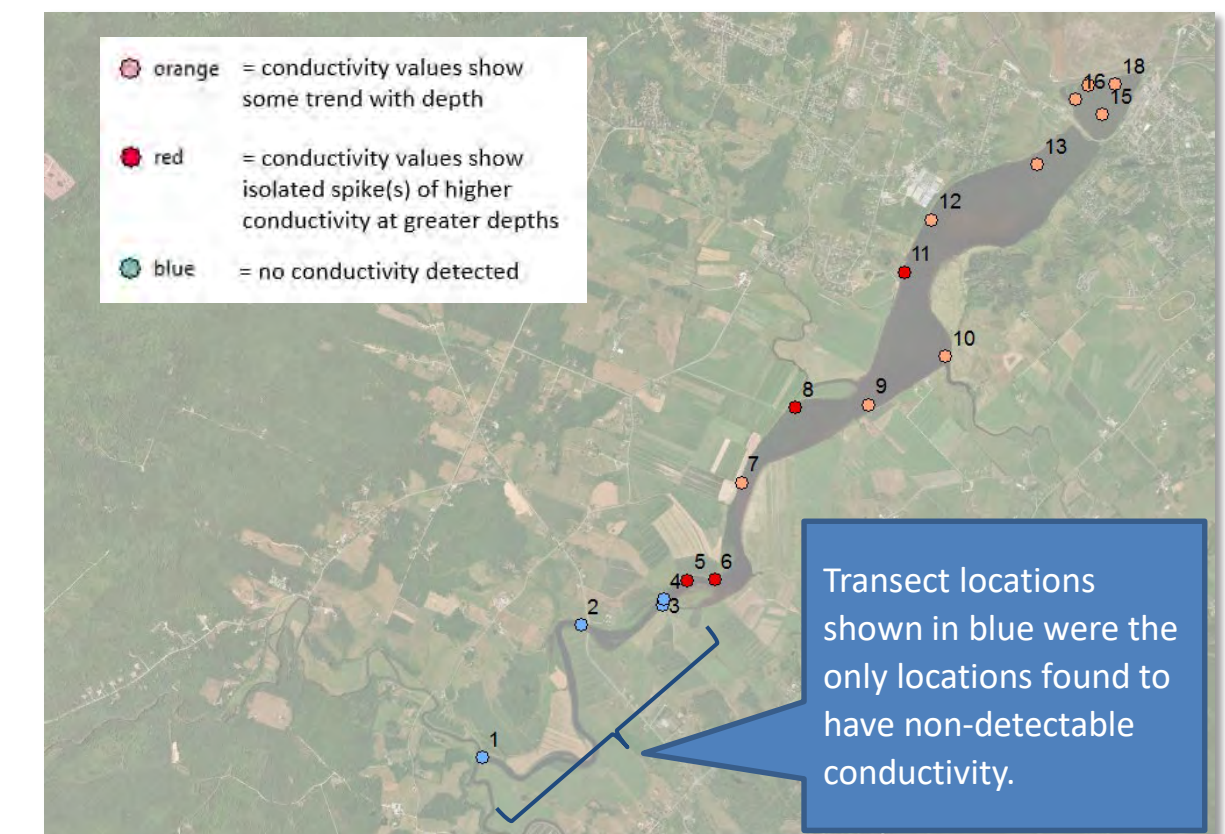 orange = conductivity values show
some trend with depth
red = conductivity values show
isolated spike(s) of higher
conductivity at greater depths
blue = no conductivity detected
16
18
15
13
12
11
10
9
8
7
5
6
4
3
2
1
Transect locations
shown in blue were the
only locations found to
have non-detectable
conductivity.